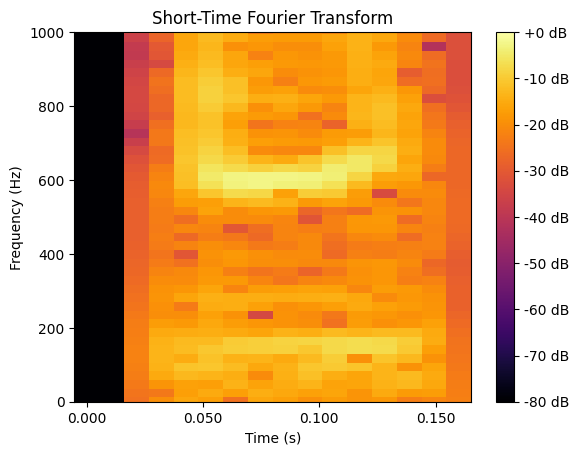 Short-Time Fourier Transform
1000
800
600
400
200
0
Frequency (Hz)
0.000
0.050
0.100
0.150
Time (s)
+0 dB
-10 dB
-20 dB
-30 dB
-40 dB
-50 dB
-60 dB
-70 dB
-80 dB